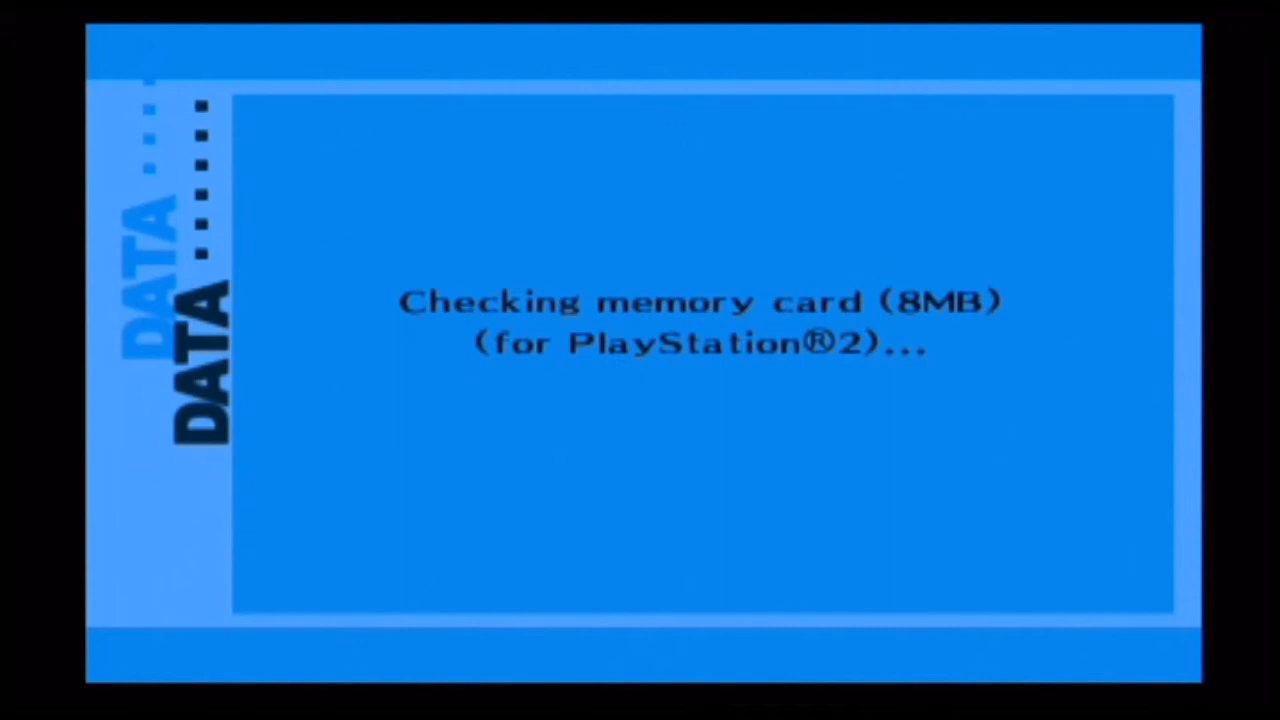 DATA ......
DATA ....
Checking memory card (8MB)
(for PlayStation®2)...